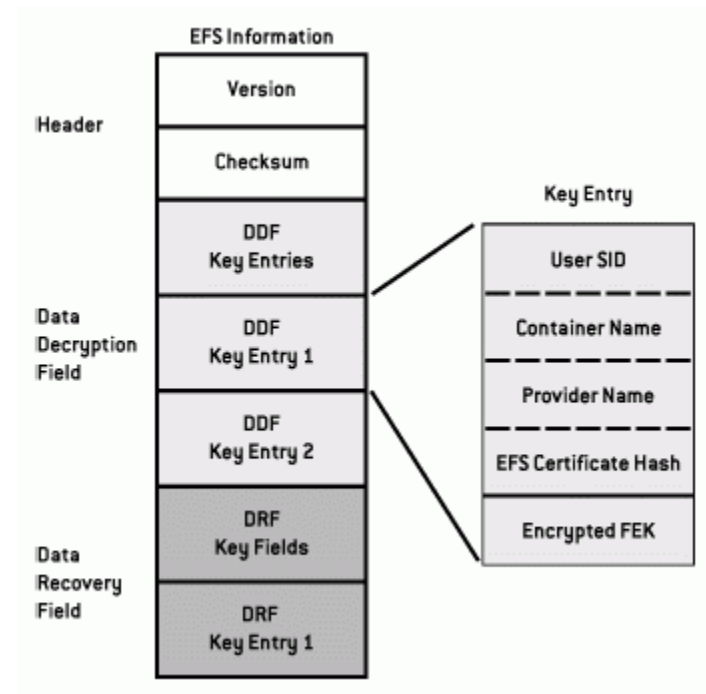 EFS Information
Header
Version
Checksum
Data
Decryption
Field
DDF
Key Entries
DDF
Key Entry 1
DDF
Key Entry 2
Data
Recovery
Field
DRF
Key Fields
DRF
Key Entry 1
Key Entry
User SID
Container Name
Provider Name
EFS Certificate Hash
Encrypted FEK